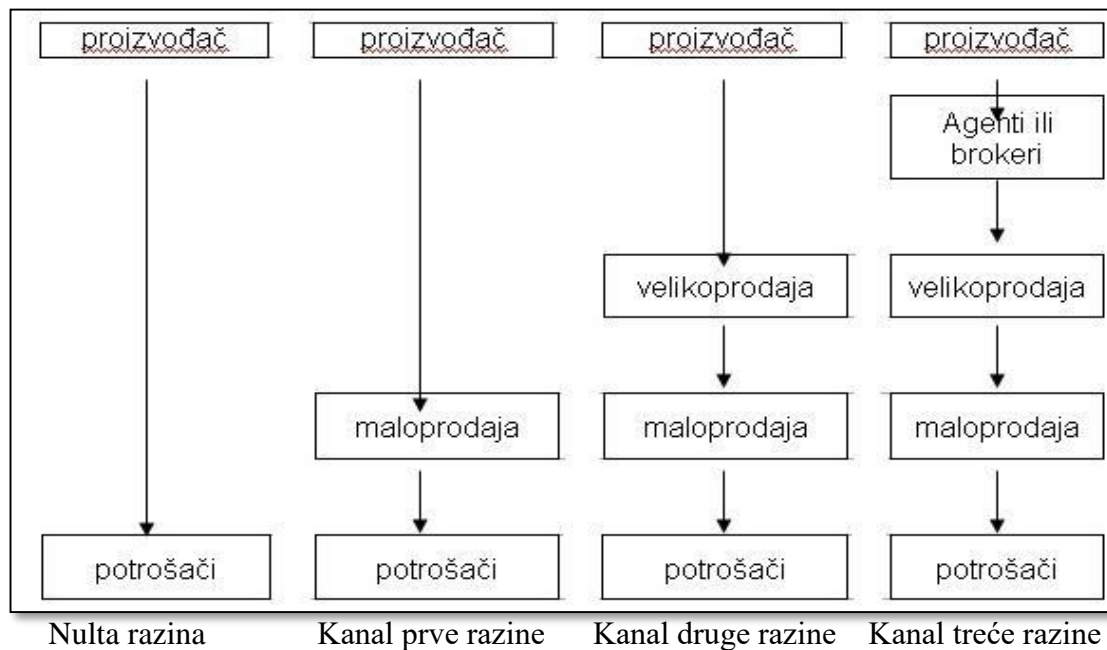 proizvođač proizvođač proizvođač proizvođač
Agenti ili
brokeri
velikoprodaja velikoprodaja
maloprodaja maloprodaja maloprodaja
potrošači potrošači potrošači potrošači
Nulta razina Kanal prve razine Kanal druge razine Kanal treće razine